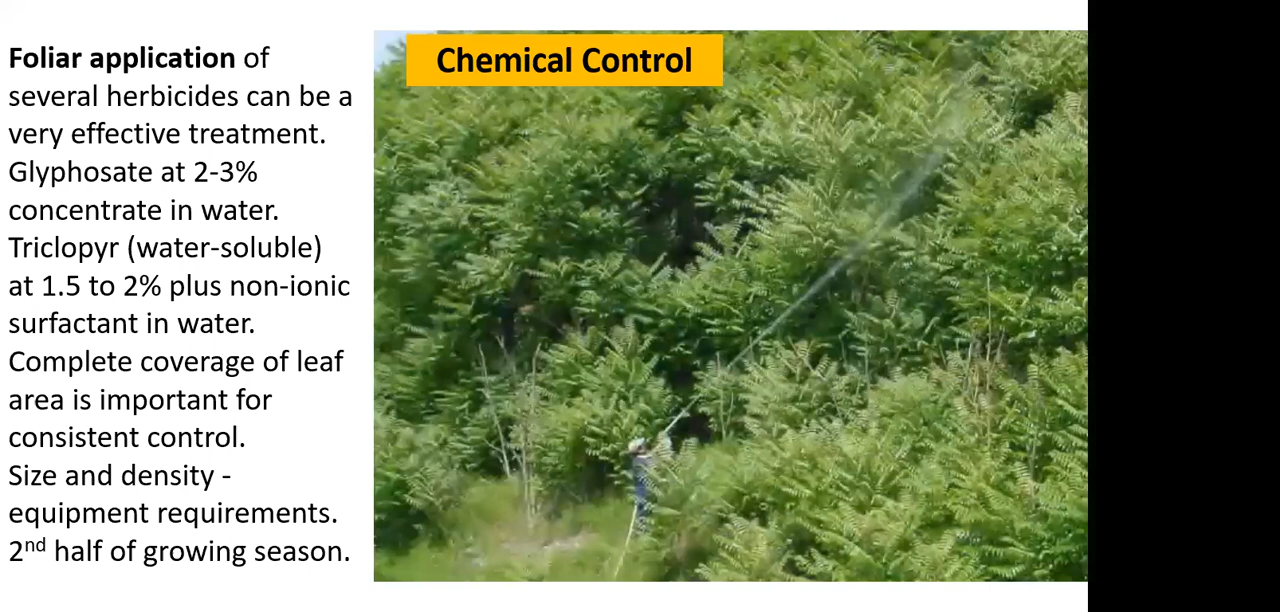 Chemical Control
Foliar application of
several herbicides can be a
very effective treatment.
Glyphosate at 2-3%
concentrate in water.
Triclopyr (water-soluble)
at 1.5 to 2% plus non-ionic
surfactant in water.
Complete coverage of leaf
area is important for
consistent control.
Size and density -
equipment requirements.
2nd half of growing season.